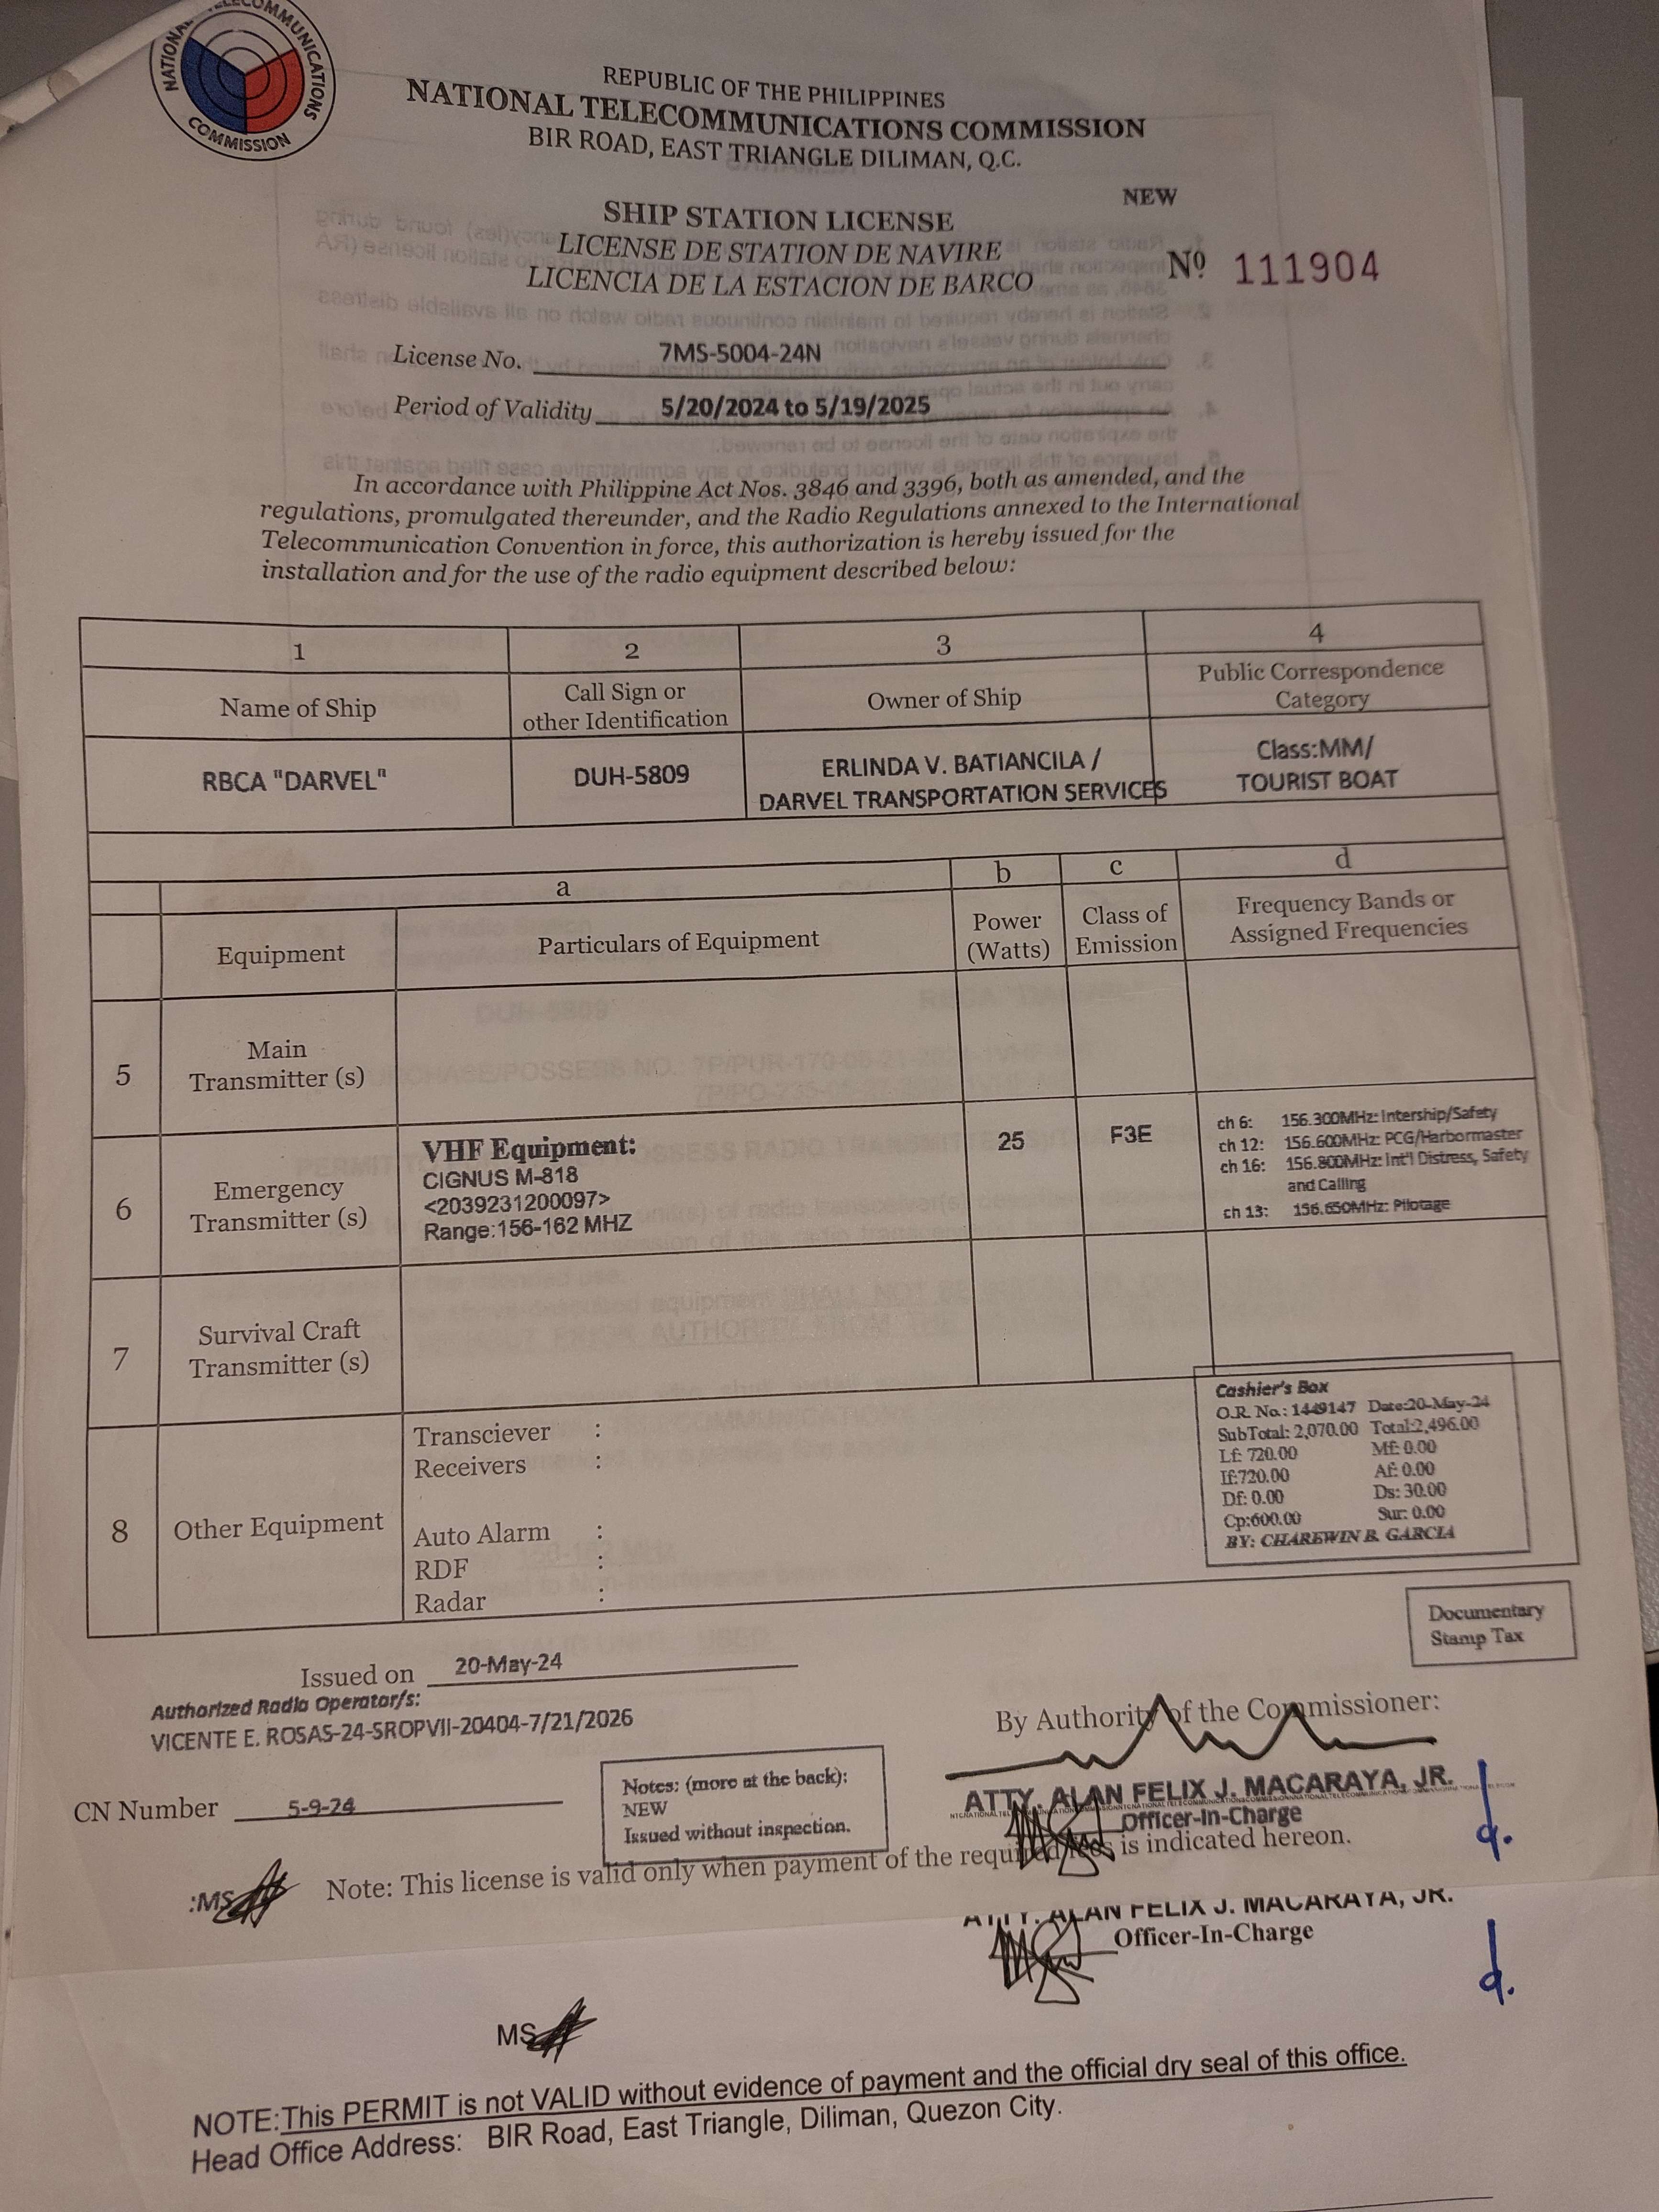 NATIONAL TELECOMMUNICATIONS COMMISSION
REPUBLIC OF THE PHILIPPINES
NATIONAL TELECOMMUNICATIONS COMMISSION
BIR ROAD, EAST TRIANGLE DILIMAN, Q.C.
NEW
SHIP STATION LICENSE
LICENSE DE STATION DE NAVIRE
LICENCIA DE LA ESTACION DE BARCO
Nº 111904
License No. 7MS-5004-24N
Period of Validity 5/20/2024 to 5/19/2025
In accordance with Philippine Act Nos. 3846 and 3396, both as amended, and the
regulations, promulgated thereunder, and the Radio Regulations annexed to the International
Telecommunication Convention in force, this authorization is hereby issued for the
installation and for the use of the radio equipment described below:
1 2 3 4
Name of Ship
Call Sign or
other Identification
Owner of Ship
Public Correspondence
Category
RBCA "DARVEL"
DUH-5809
ERLINDA V. BATIANCILA /
DARVEL TRANSPORTATION SERVICES
Class:MM/
TOURIST BOAT
a b c d
Equipment
Particulars of Equipment
Power
(Watts)
Class of
Emission
Frequency Bands or
Assigned Frequencies
5
Main
Transmitter (s)
6
Emergency
Transmitter (s)
VHF Equipment:
CIGNUS M-818
<2039231200097>
Range:156-162 MHZ
25
F3E
ch 6: 156.300MHz: Intership/Safety
ch 12: 156.600MHz: PCG/Harbormaster
ch 16: 156.800MHz: Int'l Distress, Safety
and Calling
ch 13: 156.650MHz: Pilotage
7
Survival Craft
Transmitter (s)
8
Other Equipment
Transciever :
Receivers :
Auto Alarm :
RDF :
Radar :
Cashier's Box
O.R. No.: 1449147 Date:20-May-24
SubTotal: 2,070.00 Total:2,496.00
Lf: 720.00 Mf: 0.00
If:720.00 Af: 0.00
Df: 0.00 Ds: 30.00
Cp:600.00 Sur: 0.00
BY: CHAREWIN B. GARCIA
Documentary
Stamp Tax
Issued on 20-May-24
Authorized Radio Operator/s:
VICENTE E. ROSAS-24-SROPVII-20404-7/21/2026
By Authority of the Commissioner:
ATTY. ALAN FELIX J. MACARAYA, JR.
Officer-In-Charge
CN Number 5-9-24
Notes: (more at the back):
NEW
Issued without inspection.
:MS
Note: This license is valid only when payment of the required fees is indicated hereon.
ATTY. ALAN FELIX J. MACARAYA, JR.
Officer-In-Charge
MS
NOTE:This PERMIT is not VALID without evidence of payment and the official dry seal of this office.
Head Office Address: BIR Road, East Triangle, Diliman, Quezon City.